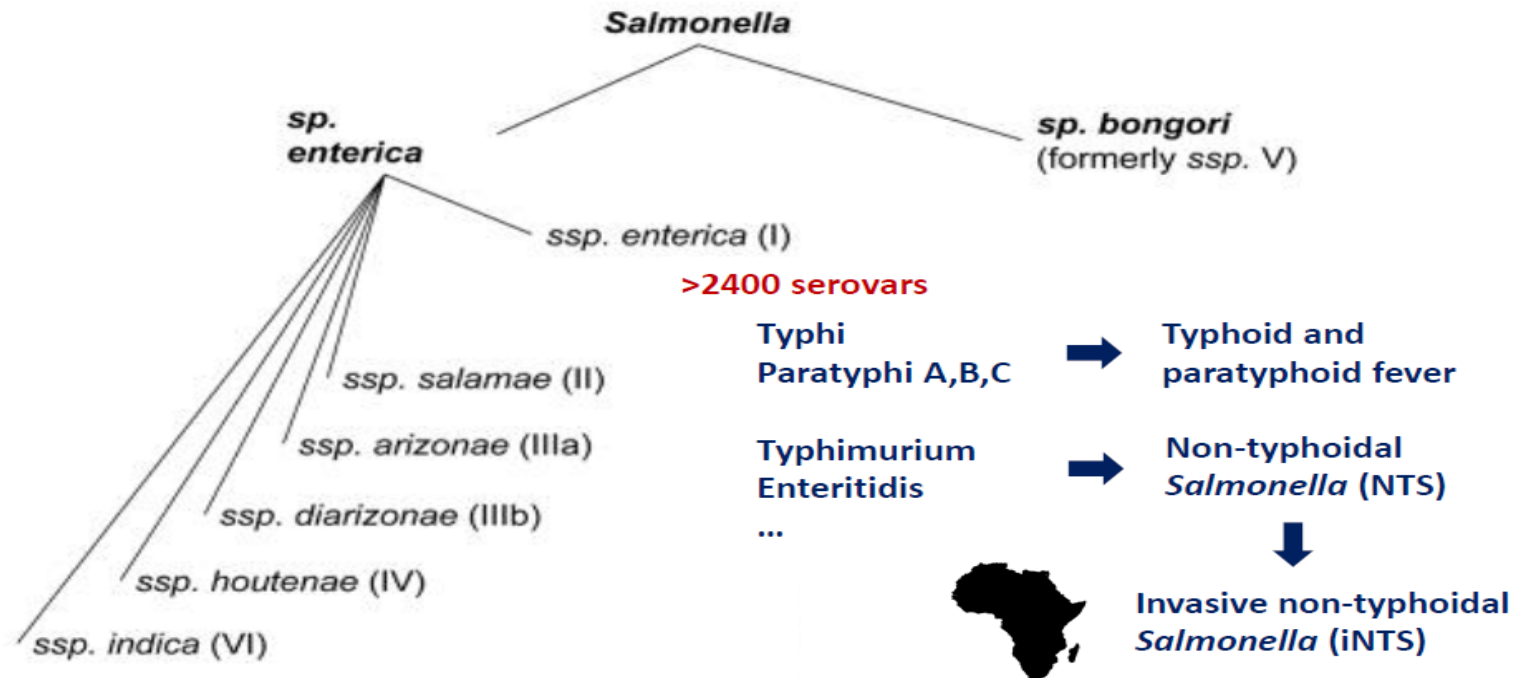 Salmonella
sp.
enterica
sp. bongori
(formerly ssp. V)
ssp. enterica (I)
>2400 serovars
Typhi
Paratyphi A,B,C
Typhoid and
paratyphoid fever
ssp. salamae (II)
ssp. arizonae (IIIa)
Typhimurium
Enteritidis
...
Non-typhoidal
Salmonella (NTS)
ssp. diarizonae (IIIb)
ssp. houtenae (IV)
ssp. indica (VI)
Invasive non-typhoidal
Salmonella (iNTS)